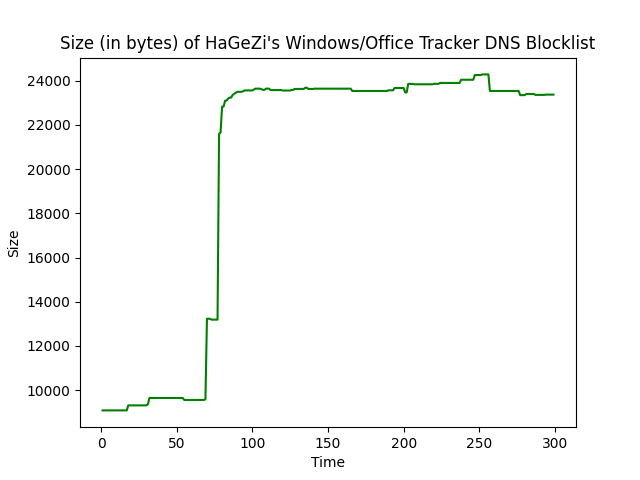 Size (in bytes) of HaGeZi's Windows/Office Tracker DNS Blocklist
24000
22000
20000
18000
16000
14000
12000
10000
Size
0 50 100 150 200 250 300
Time